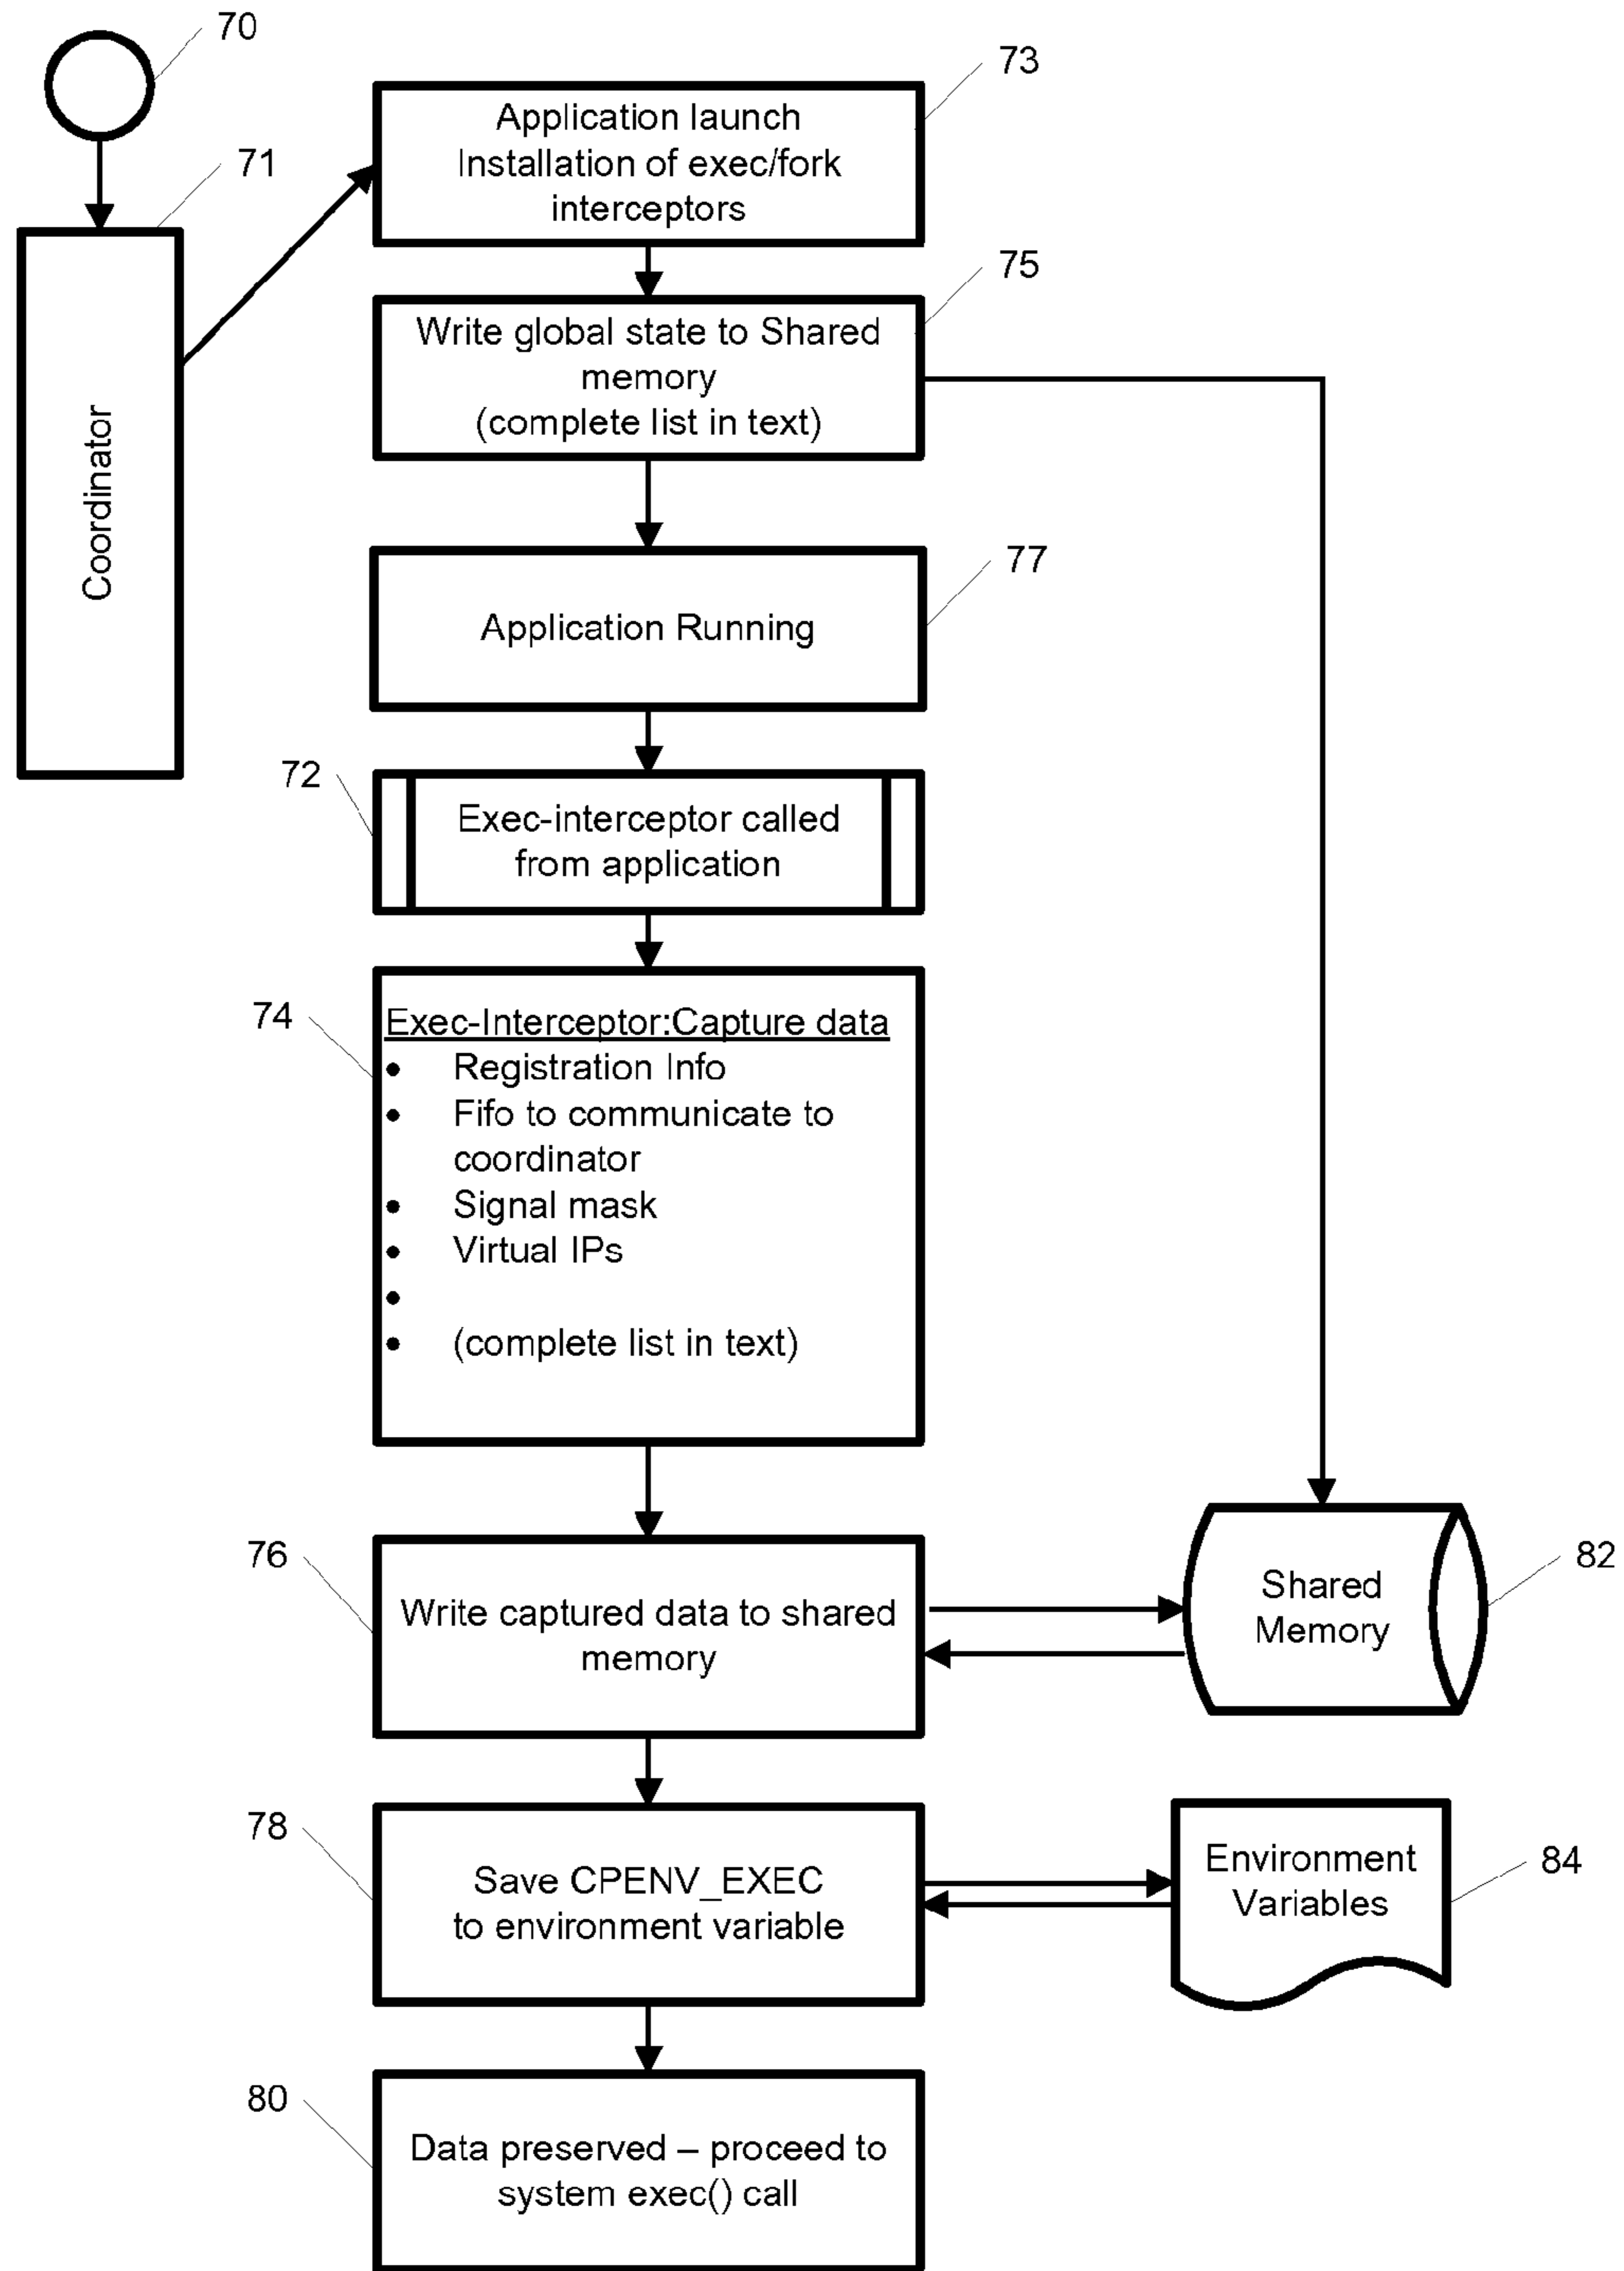 70
71
Coordinator
73
Application launch
Installation of exec/fork
interceptors
75
Write global state to Shared
memory
(complete list in text)
77
Application Running
72
Exec-interceptor called
from application
74
Exec-Interceptor:Capture data
• Registration Info
• Fifo to communicate to
coordinator
• Signal mask
• Virtual IPs
•
• (complete list in text)
76
Write captured data to shared
memory
Shared
Memory
82
78
Save CPENV_EXEC
to environment variable
Environment
Variables
84
80
Data preserved – proceed to
system exec() call